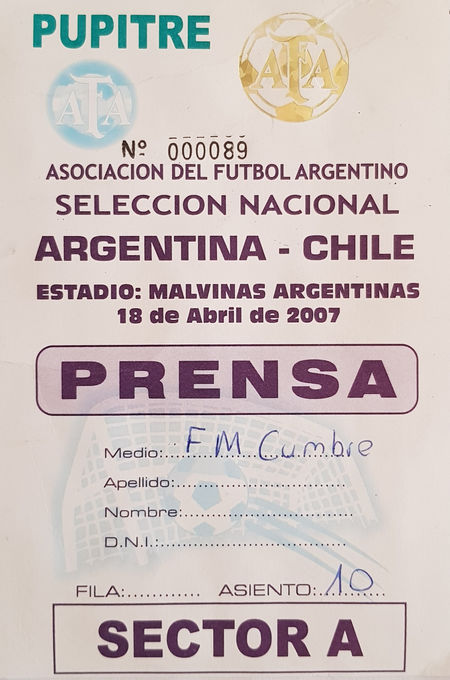 PUPITRE
AFA
AFA
Nº 000089
ASOCIACION DEL FUTBOL ARGENTINO
SELECCION NACIONAL
ARGENTINA - CHILE
ESTADIO: MALVINAS ARGENTINAS
18 de Abril de 2007
PRENSA
Medio: FM Cumbre
Apellido:
Nombre:
D.N.I.:
FILA: ASIENTO: 10
SECTOR A